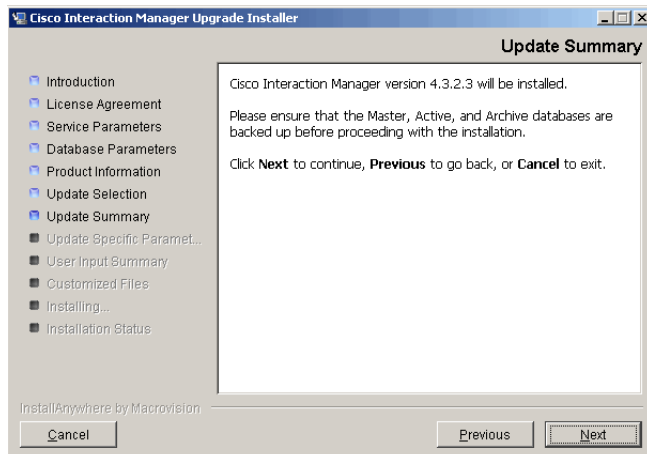 Cisco Interaction Manager Upgrade Installer
Update Summary
Introduction
License Agreement
Service Parameters
Database Parameters
Product Information
Update Selection
Update Summary
Update Specific Paramet...
User Input Summary
Customized Files
Installing...
Installation Status
Cisco Interaction Manager version 4.3.2.3 will be installed.
Please ensure that the Master, Active, and Archive databases are
backed up before proceeding with the installation.
Click Next to continue, Previous to go back, or Cancel to exit.
InstallAnywhere by Macrovision
Cancel
Previous
Next